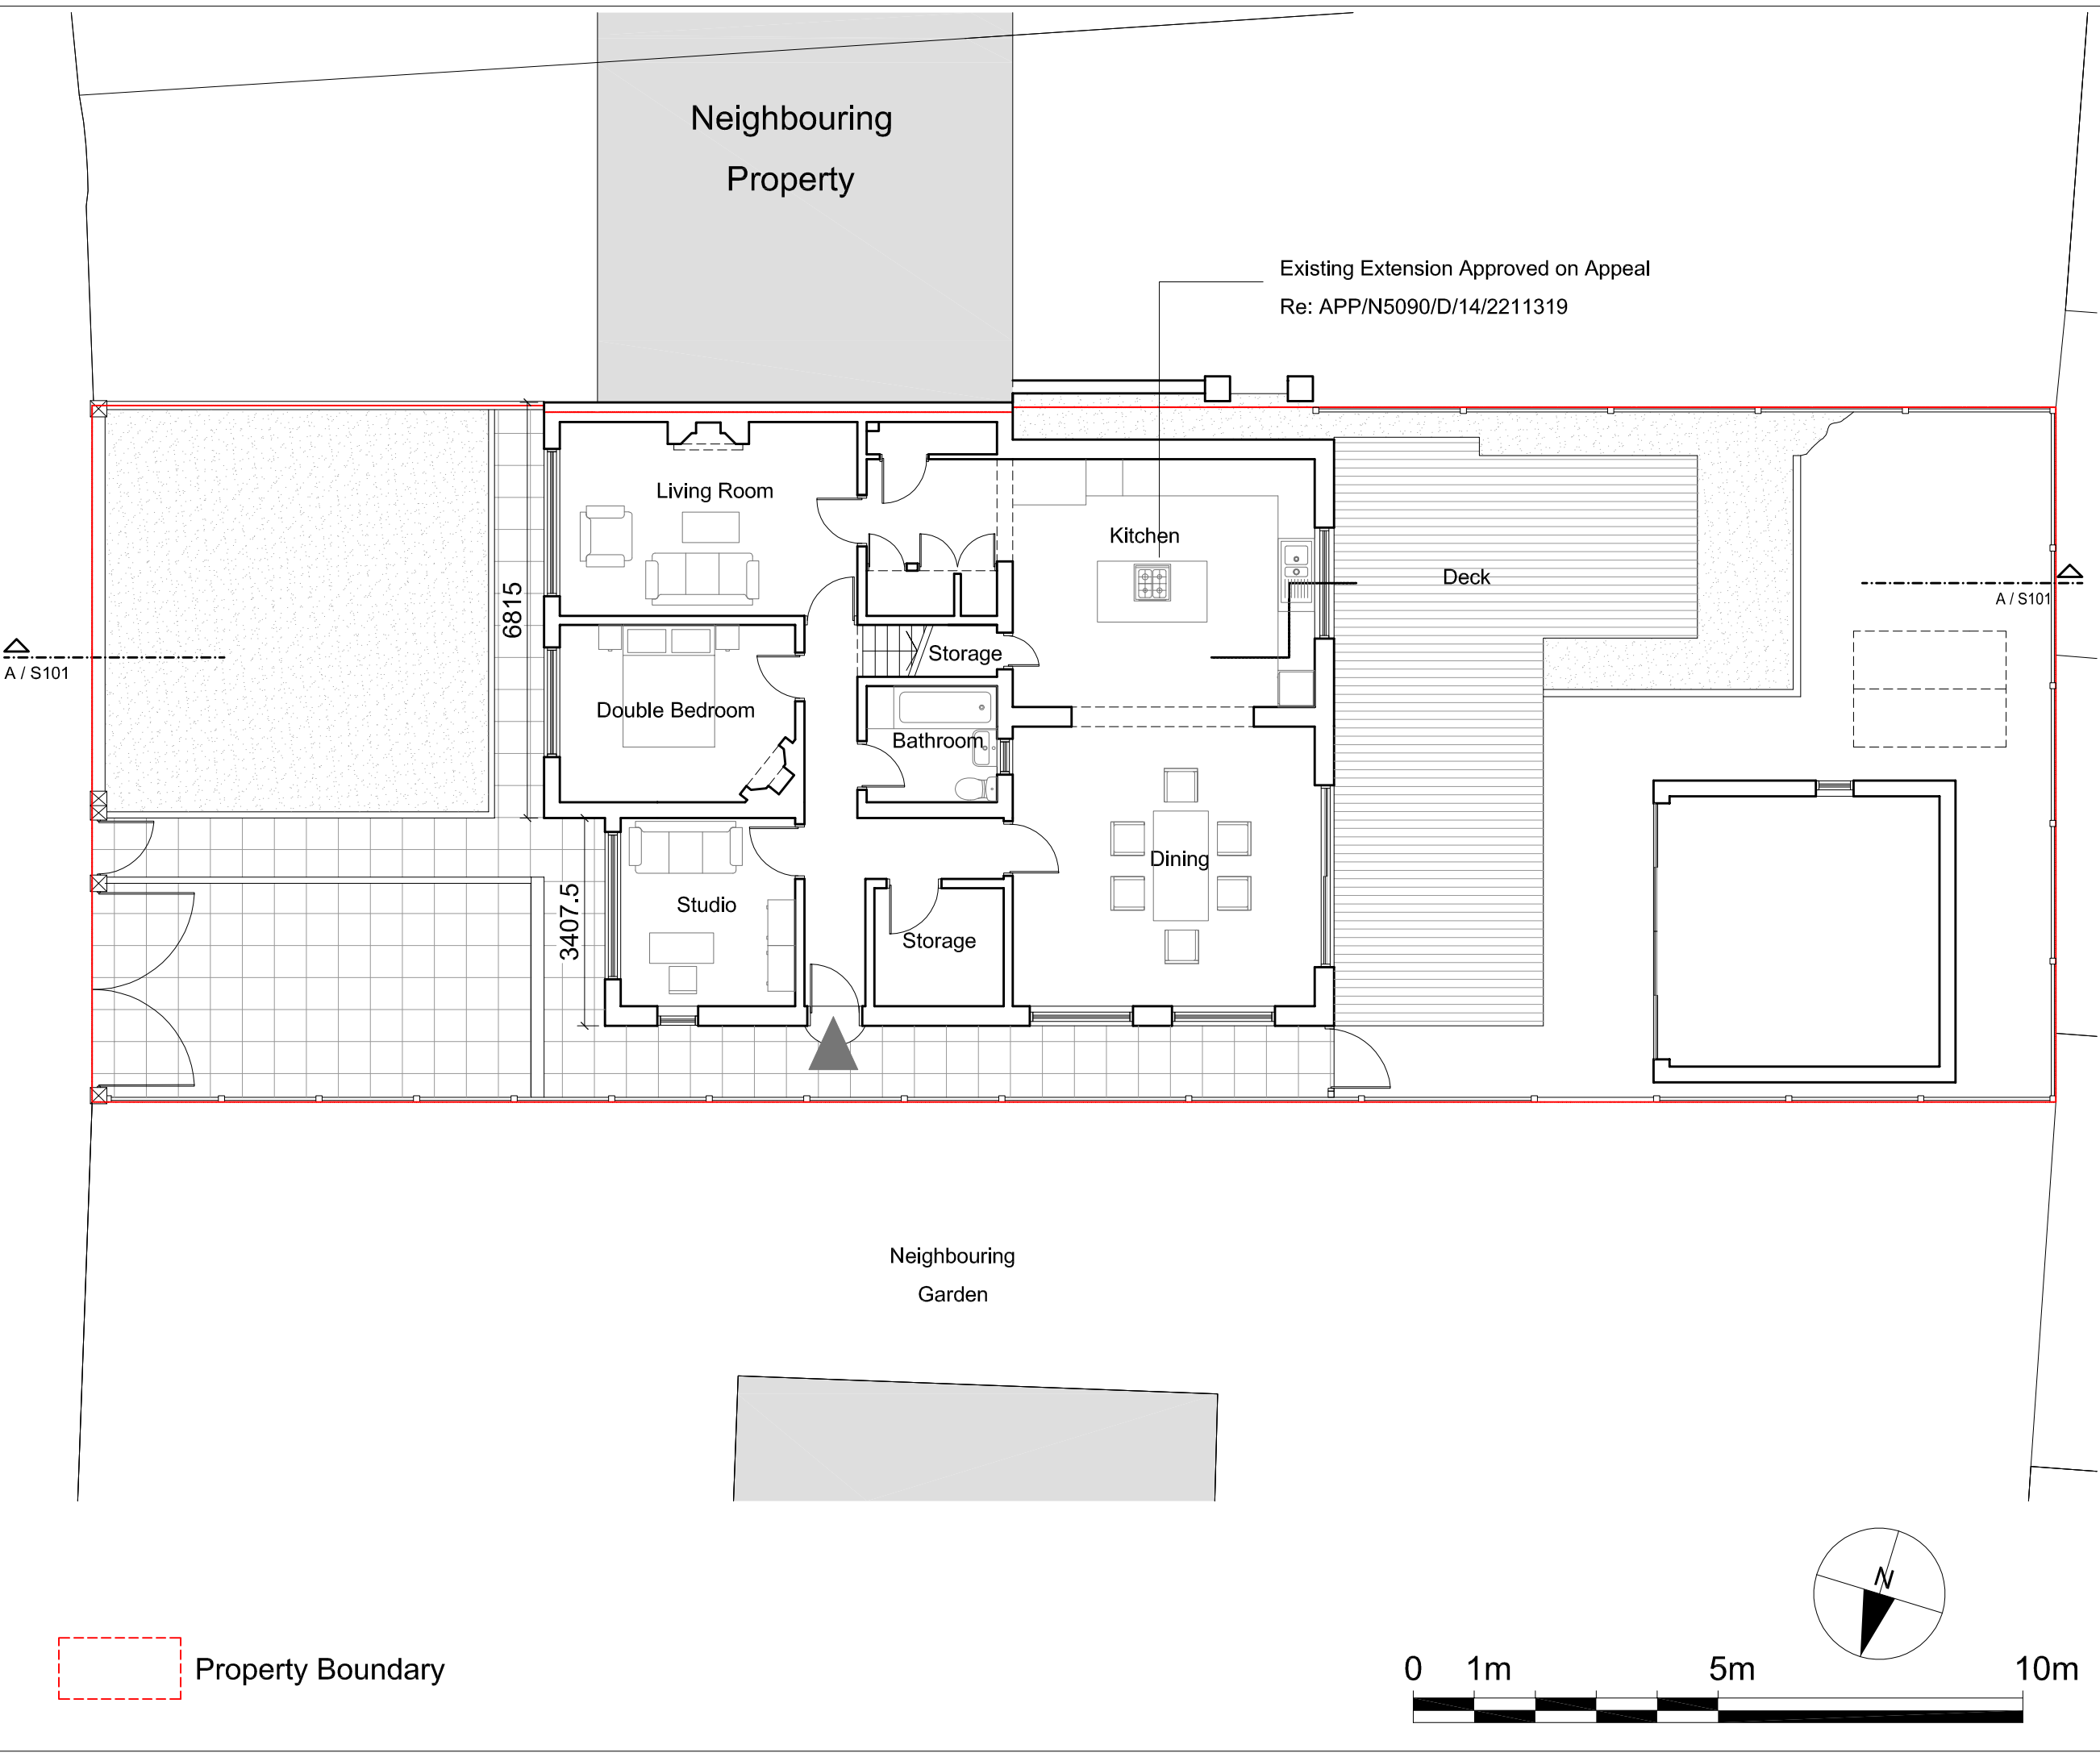 Neighbouring
Property
Existing Extension Approved on Appeal
Re: APP/N5090/D/14/2211319
Living Room
Kitchen
Deck
A / S101
6815
Storage
A / S101
Double Bedroom
Bathroom
Dining
Studio
3407.5
Storage
Neighbouring
Garden
N
Property Boundary
0 1m 5m 10m